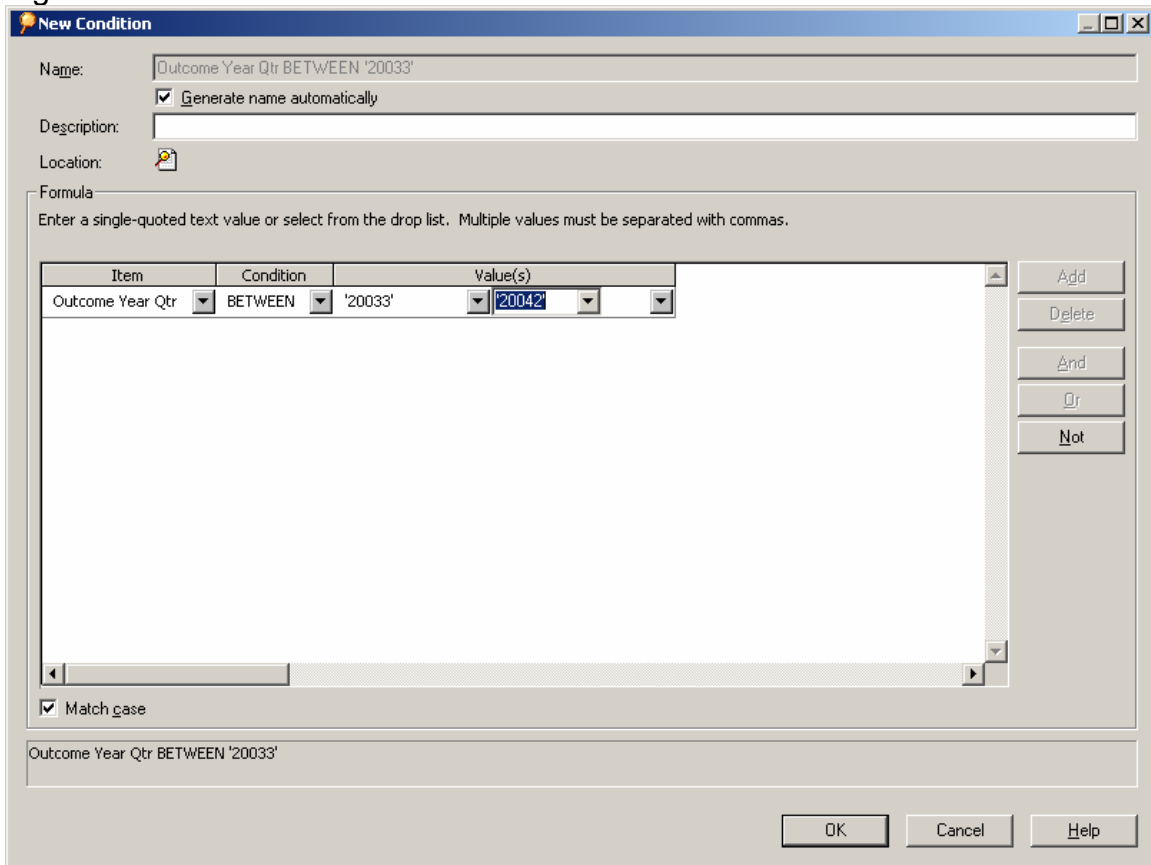 New Condition
Name: Outcome Year Qtr BETWEEN '20033'
Generate name automatically
Description:
Location:
Formula
Enter a single-quoted text value or select from the drop list. Multiple values must be separated with commas.
Item Condition Value(s) Add
Outcome Year Qtr BETWEEN '20033' '20042'
Delete
And
Or
Not
Match case
Outcome Year Qtr BETWEEN '20033'
OK Cancel Help